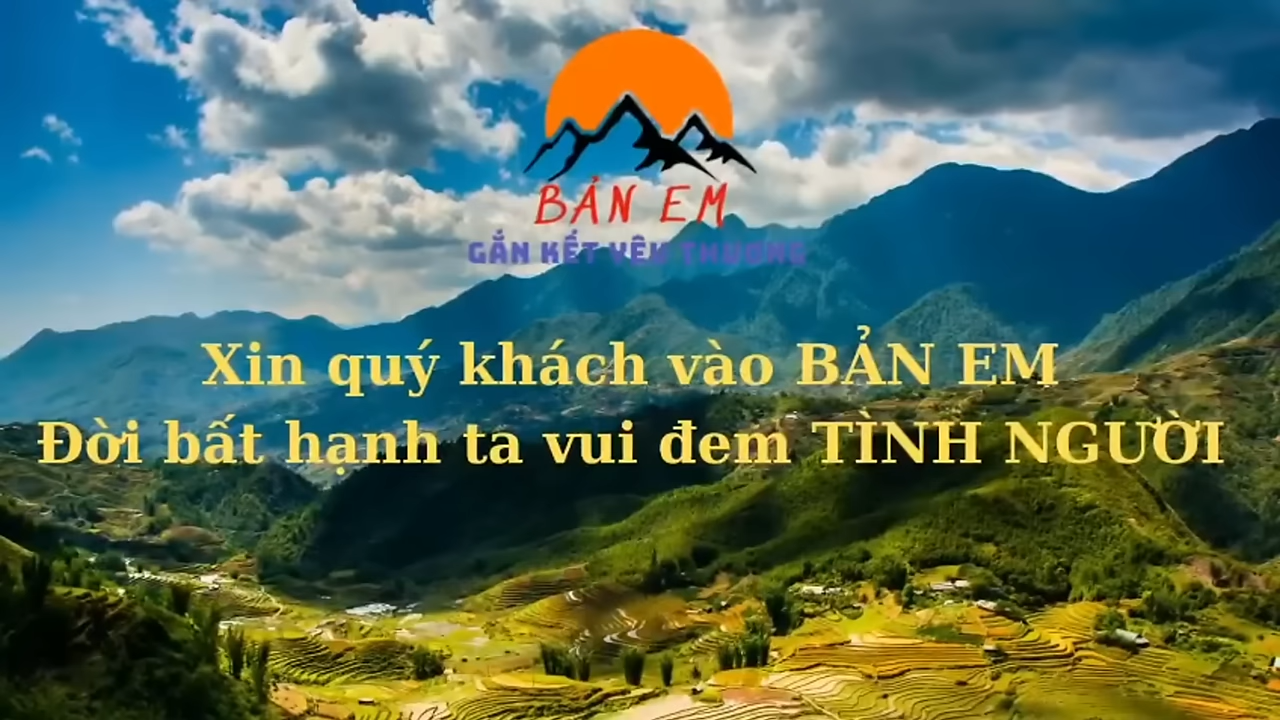 BẢN EM
GẮN KẾT YÊU THƯƠNG
Xin quý khách vào BẢN EM
Đời bất hạnh ta vui đem TÌNH NGƯỜI